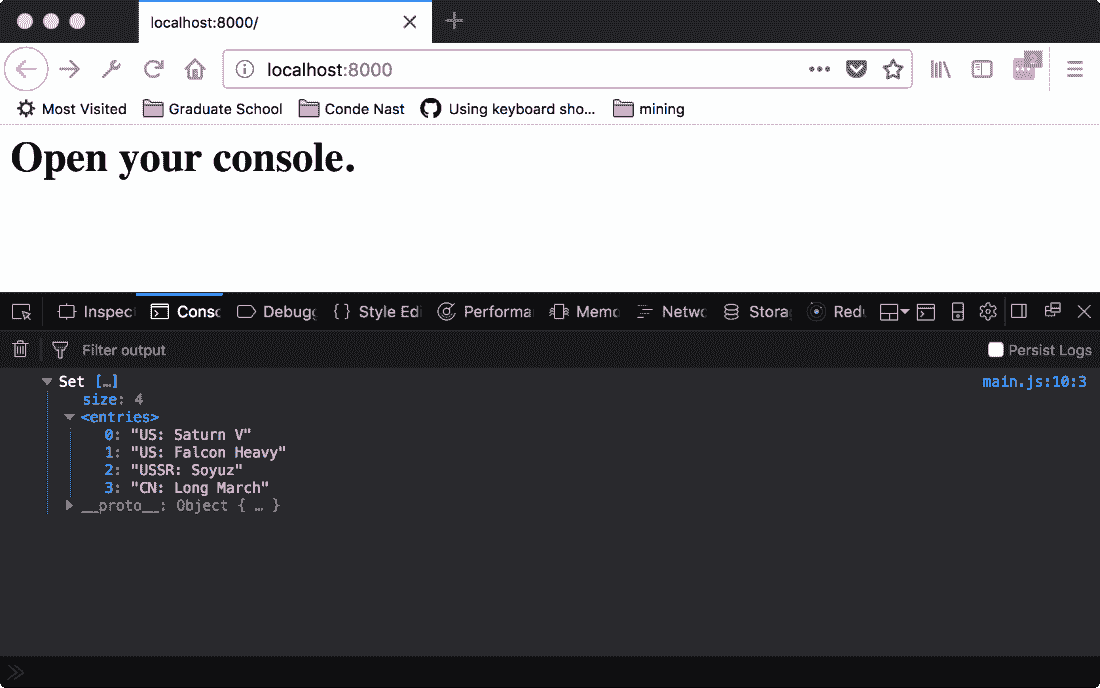 localhost:8000/
localhost:8000
Most Visited Graduate School Conde Nast Using keyboard sho... mining
Open your console.
Inspec Conso Debugg Style Edi Performa Memo Netwo Stora Redu
Filter output Persist Logs
Set […] main.js:10:3
size: 4
<entries>
0: "US: Saturn V"
1: "US: Falcon Heavy"
2: "USSR: Soyuz"
3: "CN: Long March"
__proto__: Object { … }